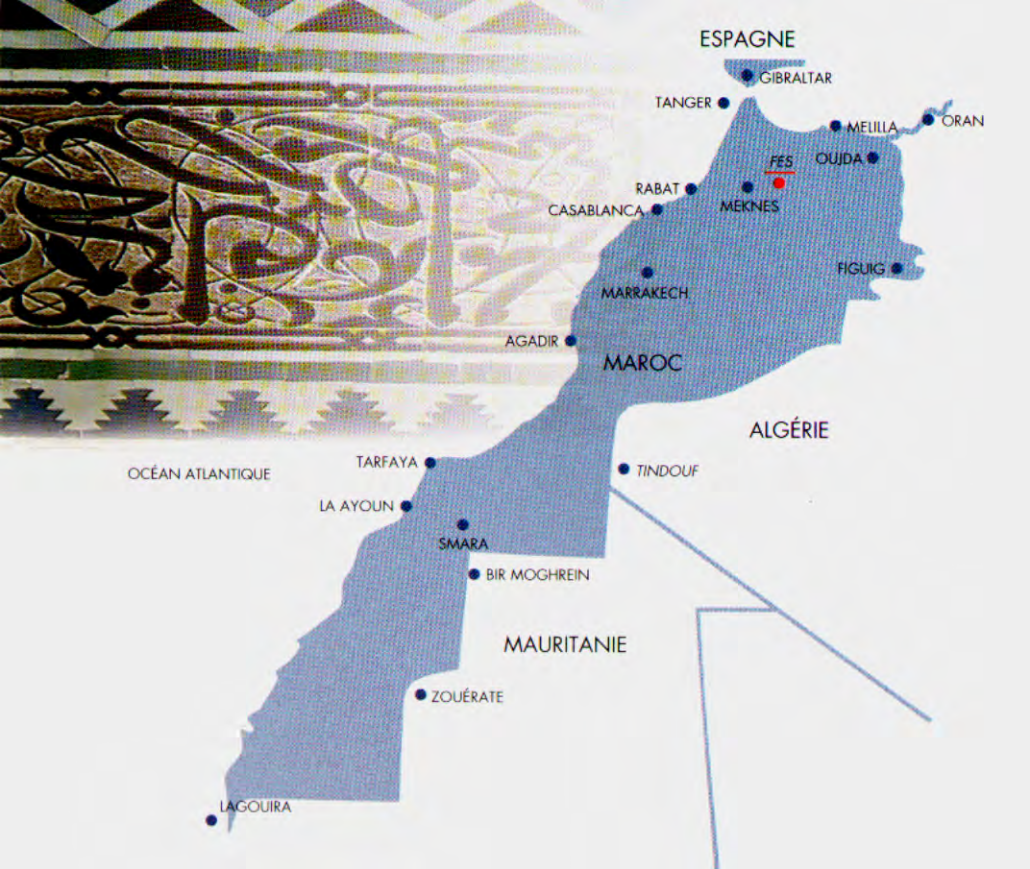 ESPAGNE
GIBRALTAR
TANGER
MELILLA
ORAN
FES
OUJDA
RABAT
MEKNES
CASABLANCA
FIGUIG
MARRAKECH
AGADIR
MAROC
ALGÉRIE
TARFAYA
TINDOUF
OCÉAN ATLANTIQUE
LA AYOUN
SMARA
BIR MOGHREIN
MAURITANIE
ZOUÉRATE
LAGOUIRA